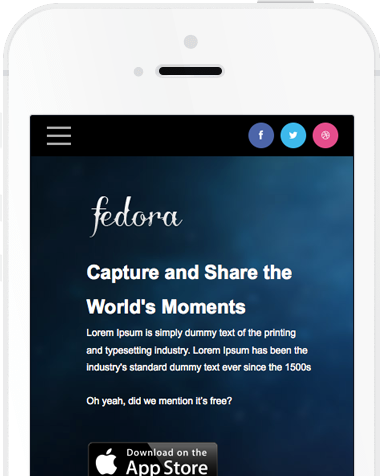 fedora
Capture and Share the
World's Moments
Lorem Ipsum is simply dummy text of the printing
and typesetting industry. Lorem Ipsum has been the
industry's standard dummy text ever since the 1500s
Oh yeah, did we mention it's free?
Download on the
App Store